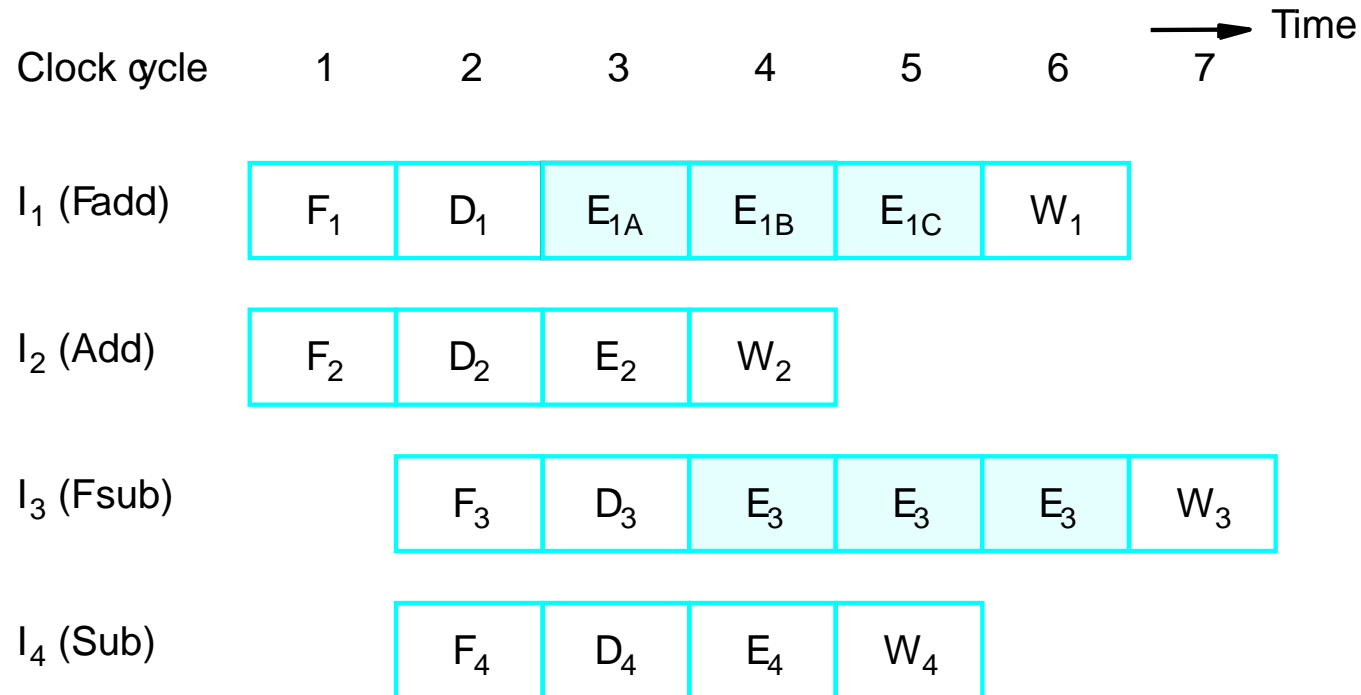 Time
Clock cycle 1 2 3 4 5 6 7
I1 (Fadd) F1 D1 E1A E1B E1C W1
I2 (Add) F2 D2 E2 W2
I3 (Fsub) F3 D3 E3 E3 E3 W3
I4 (Sub) F4 D4 E4 W4